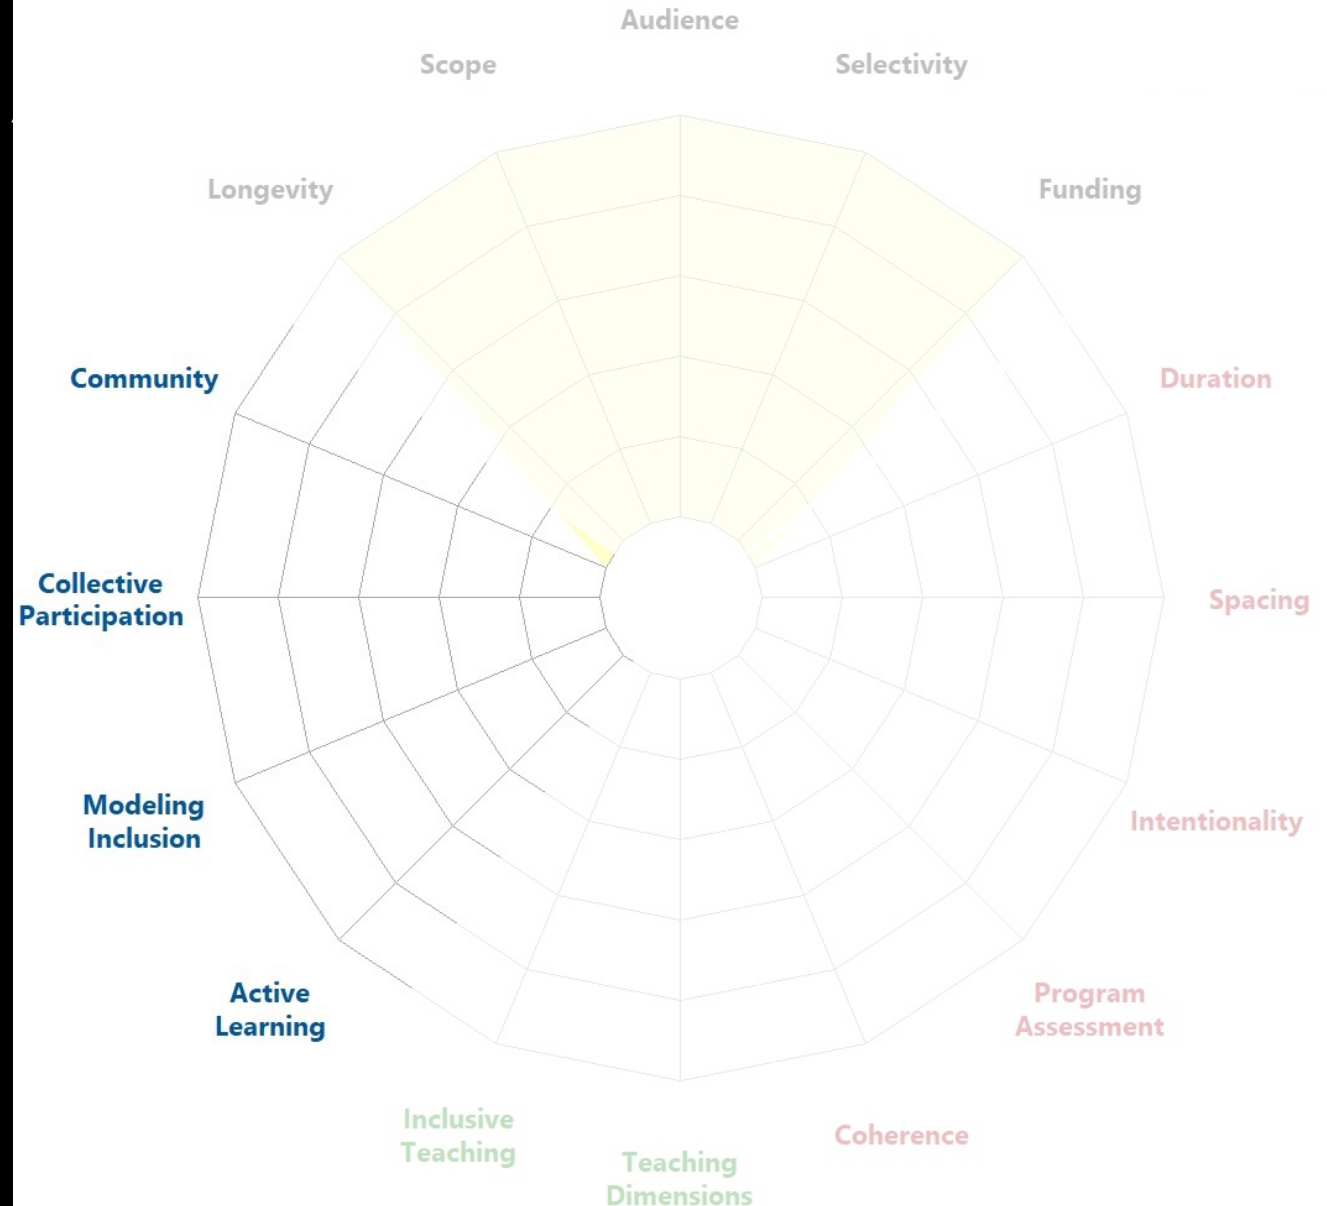 Audience
Scope
Selectivity
Longevity
Funding
Community
Duration
Collective
Participation
Spacing
Modeling
Inclusion
Intentionality
Active
Learning
Program
Assessment
Inclusive
Teaching
Coherence
Teaching
Dimensions